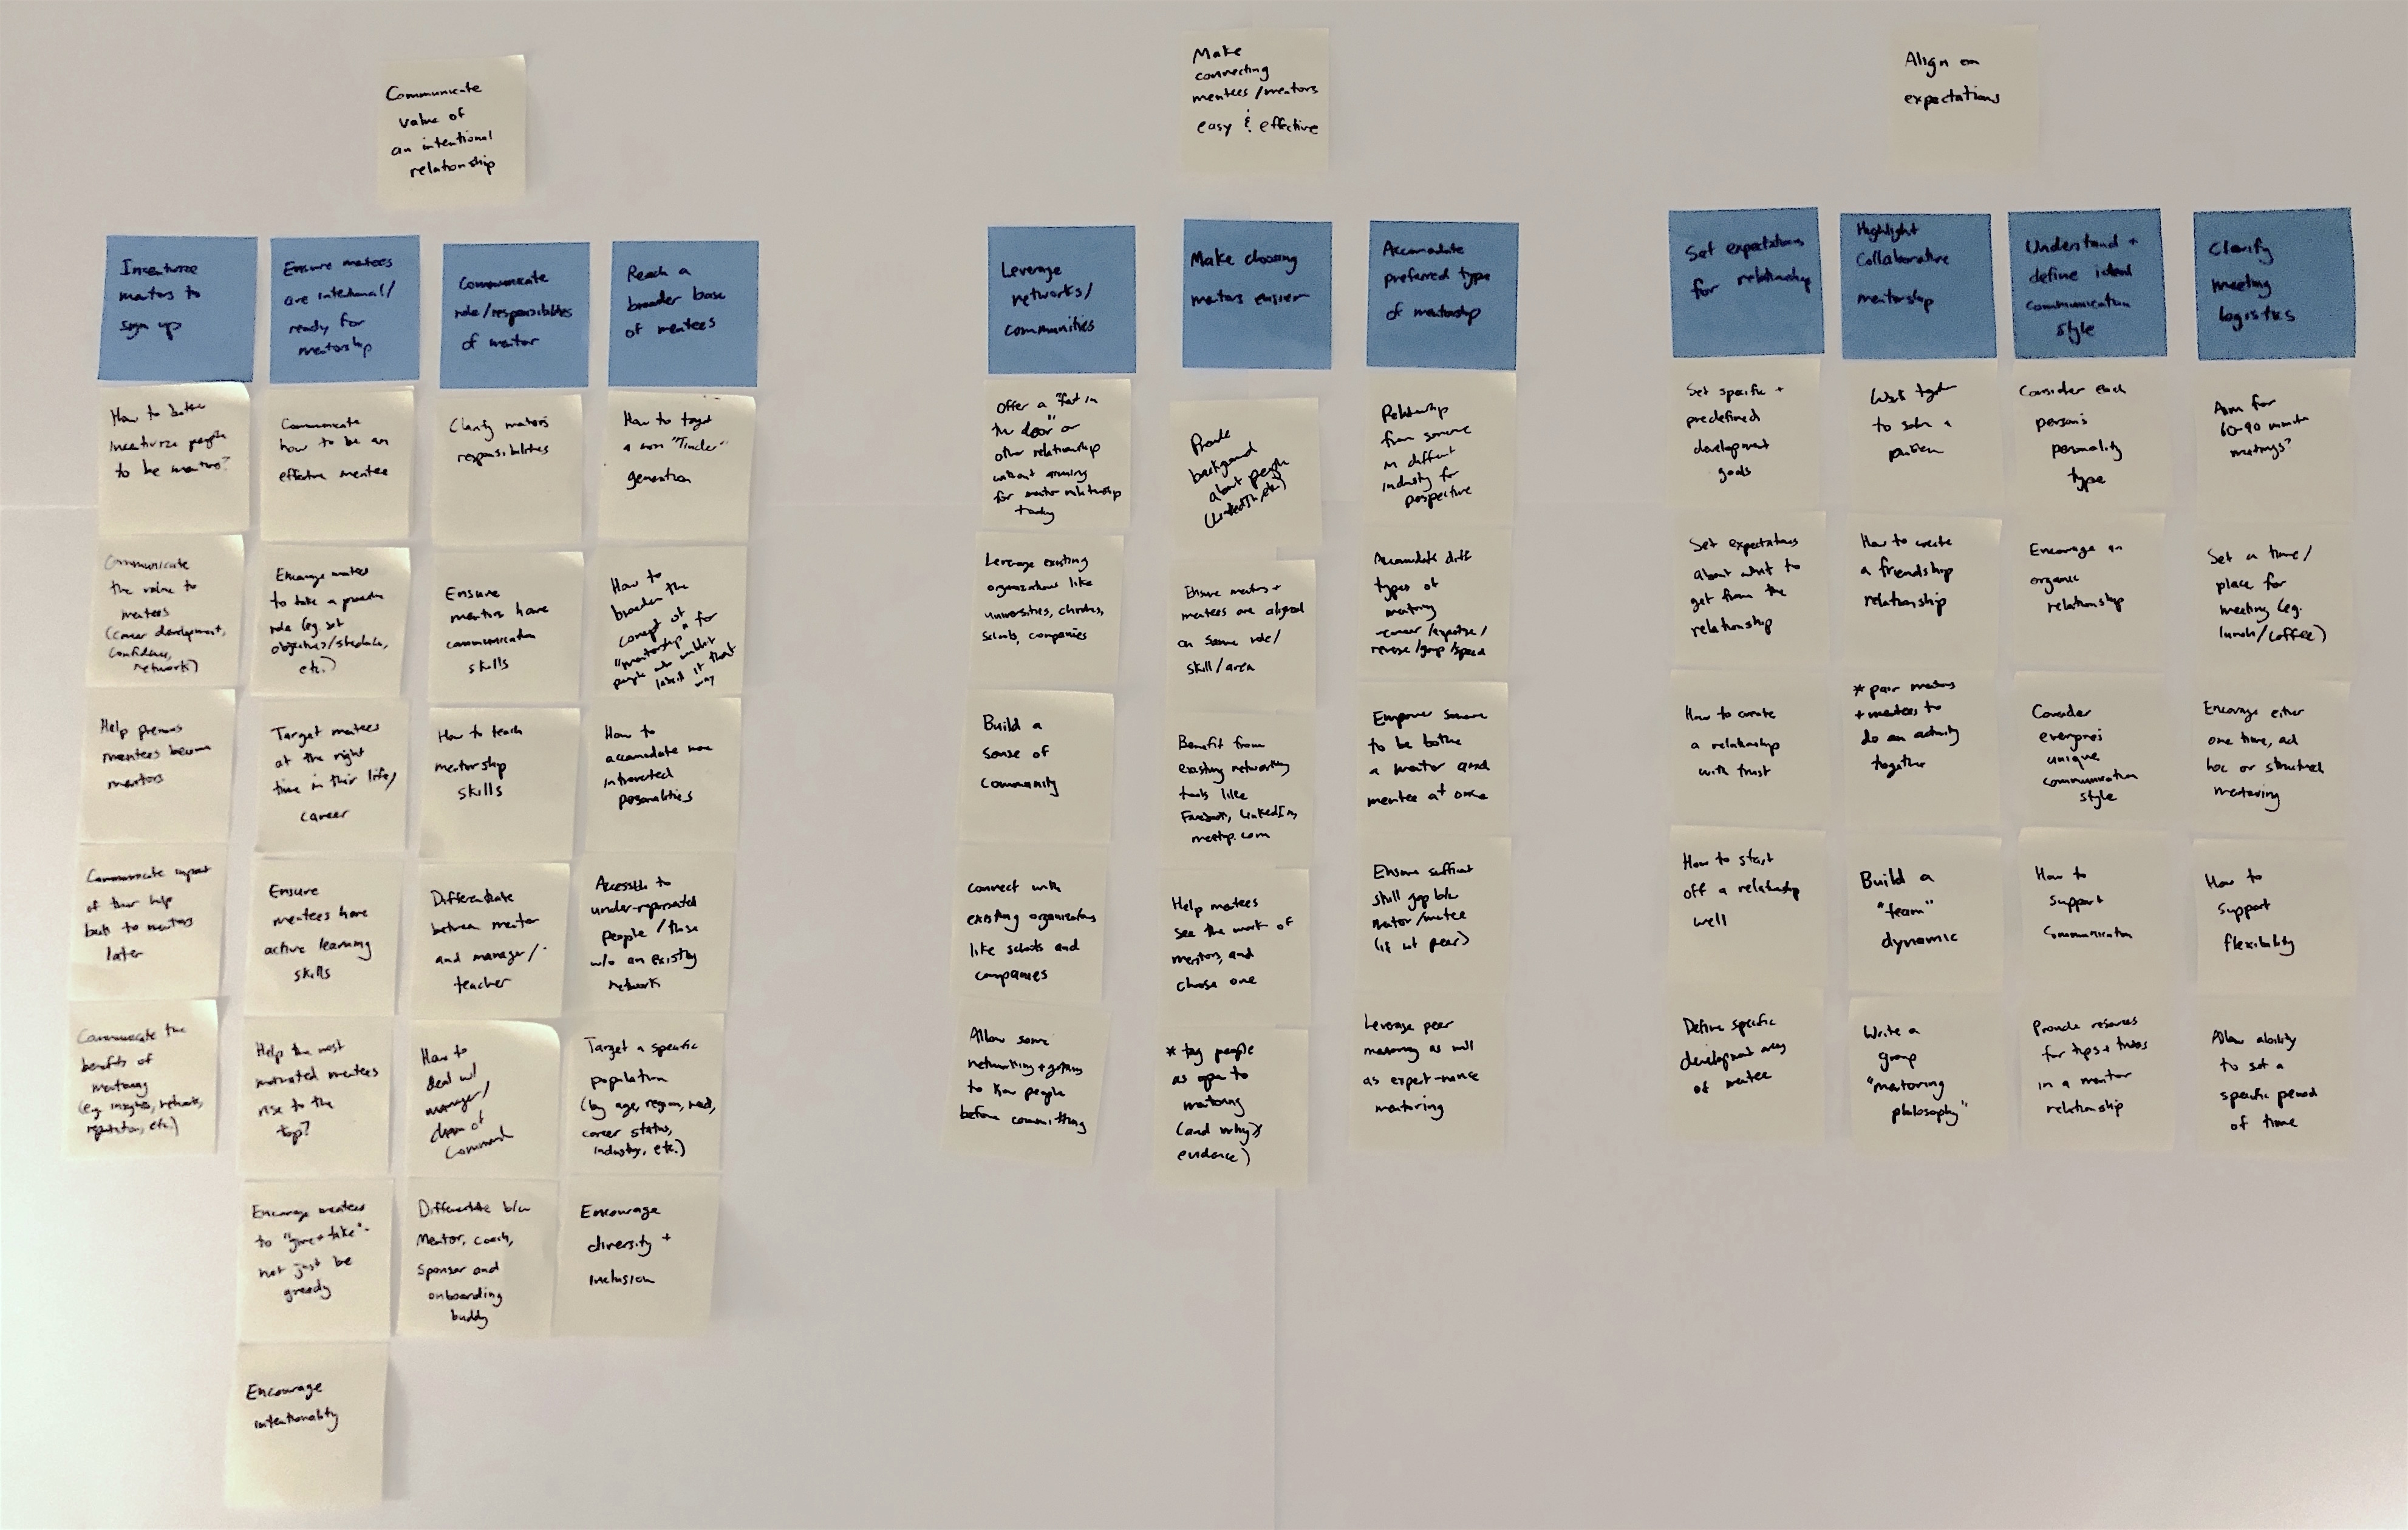 Communicate
value of
an intentional
relationship
Incentivize
mentors to
sign up
How to better
incentivize people
to be mentors?
Communicate
the value to
mentees
(career development,
confidence,
network)
Help previous
mentees become
mentors
Communicate impact
of their help
back to mentors
later
Communicate the
benefits of
mentoring
(eg. insights, network,
reputation, etc.)
Ensure mentees
are intentional/
ready for
mentorship
Communicate
how to be an
effective mentee
Encourage mentees
to take a proactive
role (eg. set
objectives/schedule,
etc.)
Target mentees
at the right
time in their life/
career
Ensure
mentees have
active learning
skills
Help the most
motivated mentees
rise to the
top?
Encourage mentees
to "give + take" -
not just be
greedy
Encourage
intentionality
Communicate
role/responsibilities
of mentor
Clarify mentors
responsibilities
Ensure
mentors have
communication
skills
How to teach
mentorship
skills
Differentiate
between mentor
and manager/
teacher
How to
deal w/
manager/
chain of
command
Differentiate b/w
Mentor, coach,
sponsor and
onboarding
buddy
Reach a
broader base
of mentees
How to target
a non "Tinder"
generation
How to
broaden the
concept of
"mentorship" for
people who wouldn't
label it that
way
How to
accomadate more
introverted
personalities
Accessible to
under-represented
people / those
w/o an existing
network
Target a specific
population
(by age, region, need,
career status,
industry, etc.)
Encourage
diversity +
inclusion
Make
connecting
mentees/mentors
easy & effective
Leverage
networks/
communities
Offer a "foot in
the door" or
other relationship
without aiming
for mentor relationship
today
Leverage existing
organizations like
universities, churches,
schools, companies
Build a
sense of
community
Connect with
existing organizations
like schools and
companies
Allow some
networking + getting
to know people
before committing
Make choosing
mentors easier
Provide
background
about people
(LinkedIn, etc.)
Ensure mentors +
mentees are aligned
on same role/
skill/area
Benefit from
existing networking
tools like
Facebook, LinkedIn,
meetup.com
Help mentees
see the work of
mentors, and
choose one
* tag people
as open to
mentoring
(and why >
evidence)
Accomadate
preferred type
of mentorship
Relationship
from someone
in different
industry for
perspective
Accomadate diff
types of
mentoring
-career/expertise/
reverse/group/speed
Empower someone
to be bothe
a mentor and
mentee at once
Ensure sufficient
skill gap b/w
mentor/mentee
(if not peer)
Leverage peer
mentoring as well
as expert-novice
mentoring
Align on
expectations
Set expectations
for relationship
Set specific +
predefined
development
goals
Set expectations
about what to
get from the
relationship
How to create
a relationship
with trust
How to start
off a relationship
well
Define specific
development areas
of mentee
Highlight
Collaborative
mentorship
Work together
to solve a
problem
How to create
a friendship
relationship
* pair mentors
+ mentees to
do an activity
together
Build a
"team"
dynamic
Write a
group
"mentoring
philosophy"
Understand +
define ideal
communication
style
Consider each
person's
personality
type
Encourage an
organic
relationship
Consider
everyone's
unique
communication
style
How to
support
communication
Provide resources
for tips + tricks
in a mentor
relationship
Clarify
meeting
logistics
Aim for
60-90 minute
meetings?
Set a time/
place for
meeting (eg.
lunch/coffee)
Encourage either
one time, ad
hoc or structured
mentoring
How to
support
flexibility
Allow ability
to set a
specific period
of time